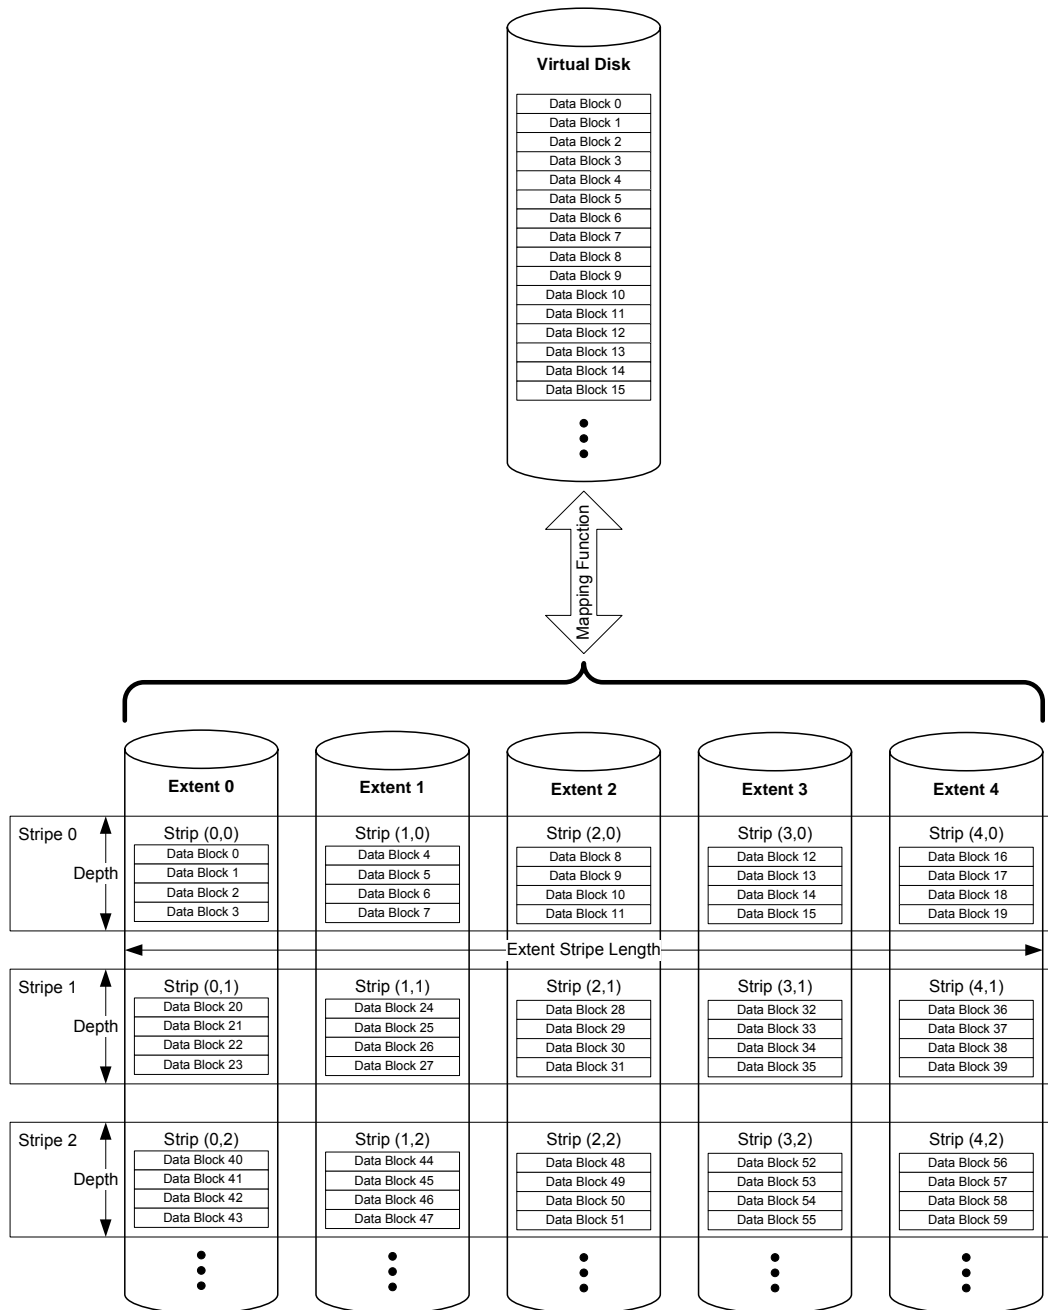 Virtual Disk
Data Block 0
Data Block 1
Data Block 2
Data Block 3
Data Block 4
Data Block 5
Data Block 6
Data Block 7
Data Block 8
Data Block 9
Data Block 10
Data Block 11
Data Block 12
Data Block 13
Data Block 14
Data Block 15
Mapping Function
Extent 0
Extent 1
Extent 2
Extent 3
Extent 4
Stripe 0
Depth
Strip (0,0)
Data Block 0
Data Block 1
Data Block 2
Data Block 3
Strip (1,0)
Data Block 4
Data Block 5
Data Block 6
Data Block 7
Strip (2,0)
Data Block 8
Data Block 9
Data Block 10
Data Block 11
Strip (3,0)
Data Block 12
Data Block 13
Data Block 14
Data Block 15
Strip (4,0)
Data Block 16
Data Block 17
Data Block 18
Data Block 19
Extent Stripe Length
Stripe 1
Depth
Strip (0,1)
Data Block 20
Data Block 21
Data Block 22
Data Block 23
Strip (1,1)
Data Block 24
Data Block 25
Data Block 26
Data Block 27
Strip (2,1)
Data Block 28
Data Block 29
Data Block 30
Data Block 31
Strip (3,1)
Data Block 32
Data Block 33
Data Block 34
Data Block 35
Strip (4,1)
Data Block 36
Data Block 37
Data Block 38
Data Block 39
Stripe 2
Depth
Strip (0,2)
Data Block 40
Data Block 41
Data Block 42
Data Block 43
Strip (1,2)
Data Block 44
Data Block 45
Data Block 46
Data Block 47
Strip (2,2)
Data Block 48
Data Block 49
Data Block 50
Data Block 51
Strip (3,2)
Data Block 52
Data Block 53
Data Block 54
Data Block 55
Strip (4,2)
Data Block 56
Data Block 57
Data Block 58
Data Block 59